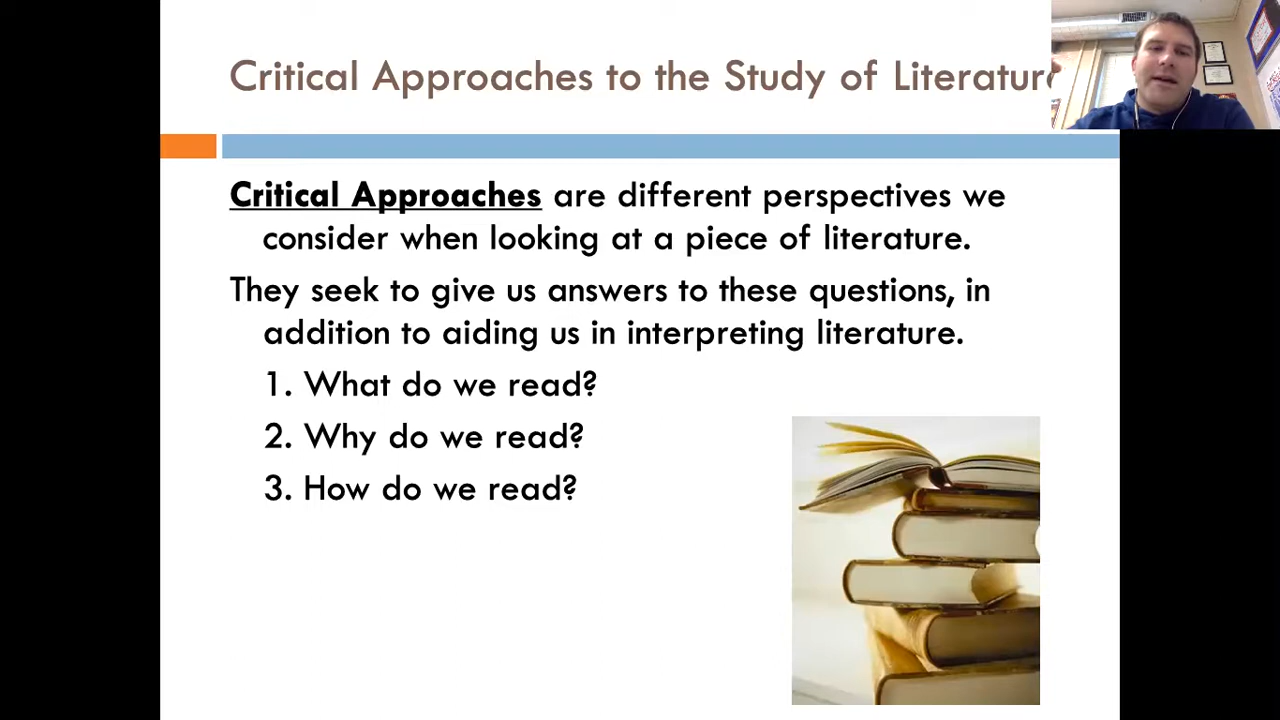 Critical Approaches to the Study of Literature
Critical Approaches are different perspectives we
consider when looking at a piece of literature.
They seek to give us answers to these questions, in
addition to aiding us in interpreting literature.
1. What do we read?
2. Why do we read?
3. How do we read?